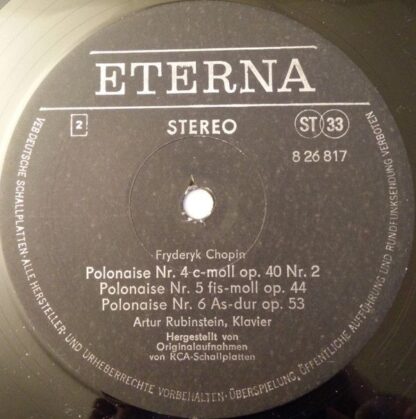 ETERNA
2
STEREO
ST 33
8 26 817
Fryderyk Chopin
Polonaise Nr. 4 c-moll op. 40 Nr. 2
Polonaise Nr. 5 fis-moll op. 44
Polonaise Nr. 6 As-dur op. 53
Artur Rubinstein, Klavier
Hergestellt von
Originalaufnahmen
von RCA-Schallplatten
VEB DEUTSCHE SCHALLPLATTEN · ALLE HERSTELLER- UND URHEBERRECHTE VORBEHALTEN · ÜBERSPIELUNG, ÖFFENTLICHE AUFFÜHRUNG UND RUNDFUNKSENDUNG VERBOTEN